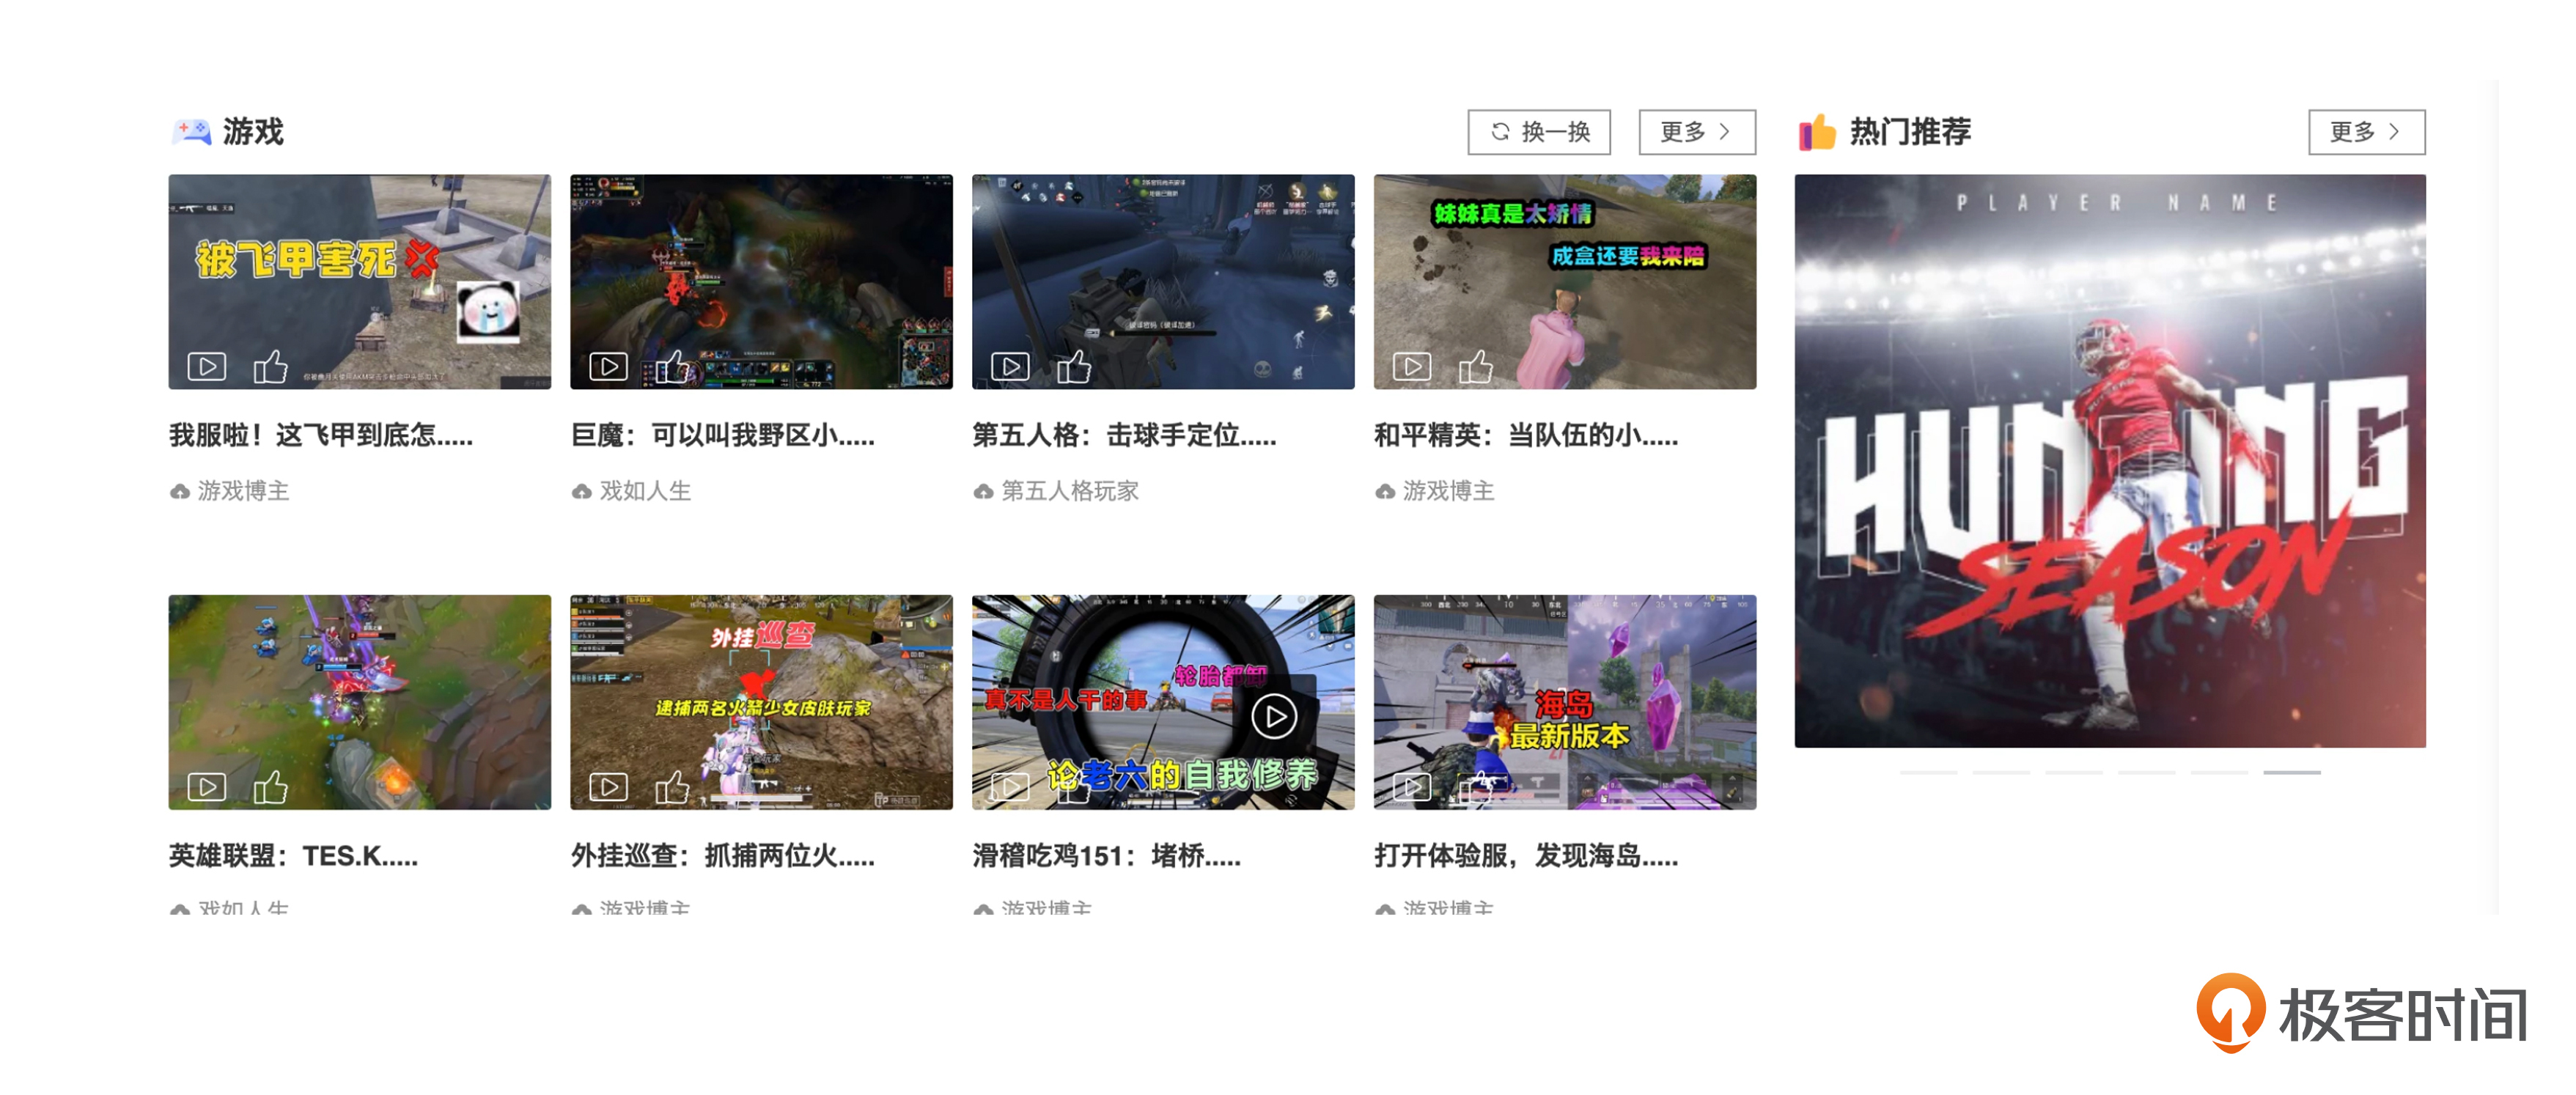 游戏
换一换
更多
热门推荐
更多
被飞甲害死
妹妹真是太矫情
成盒还要我来陪
PLAYER NAME
HUNTING
SEASON
我服啦！这飞甲到底怎.....
巨魔：可以叫我野区小.....
第五人格：击球手定位.....
和平精英：当队伍的小.....
游戏博主
戏如人生
第五人格玩家
游戏博主
外挂巡查
逮捕两名火箭少女皮肤玩家
轮胎都卸
真不是人干的事
论老六的自我修养
海岛
最新版本
英雄联盟：TES.K.....
外挂巡查：抓捕两位火.....
滑稽吃鸡151：堵桥.....
打开体验服，发现海岛.....
戏如人生
游戏博主
游戏博主
游戏博主
极客时间